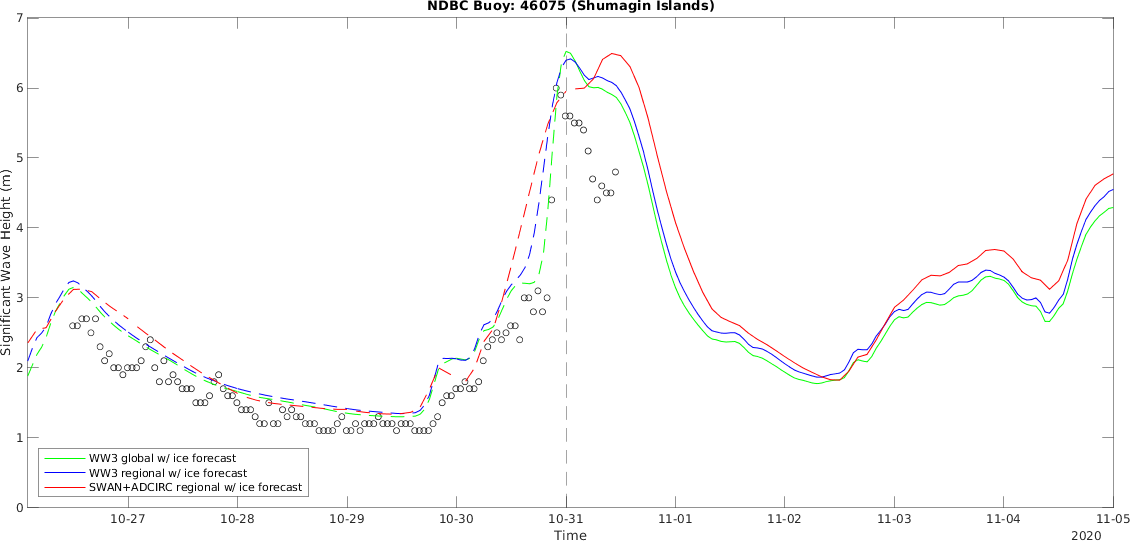 NDBC Buoy: 46075 (Shumagin Islands)
7
6
5
4
3
2
1
0
Significant Wave Height (m)
WW3 global w/ ice forecast
WW3 regional w/ ice forecast
SWAN+ADCIRC regional w/ ice forecast
10-27 10-28 10-29 10-30 10-31 11-01 11-02 11-03 11-04 11-05
Time
2020